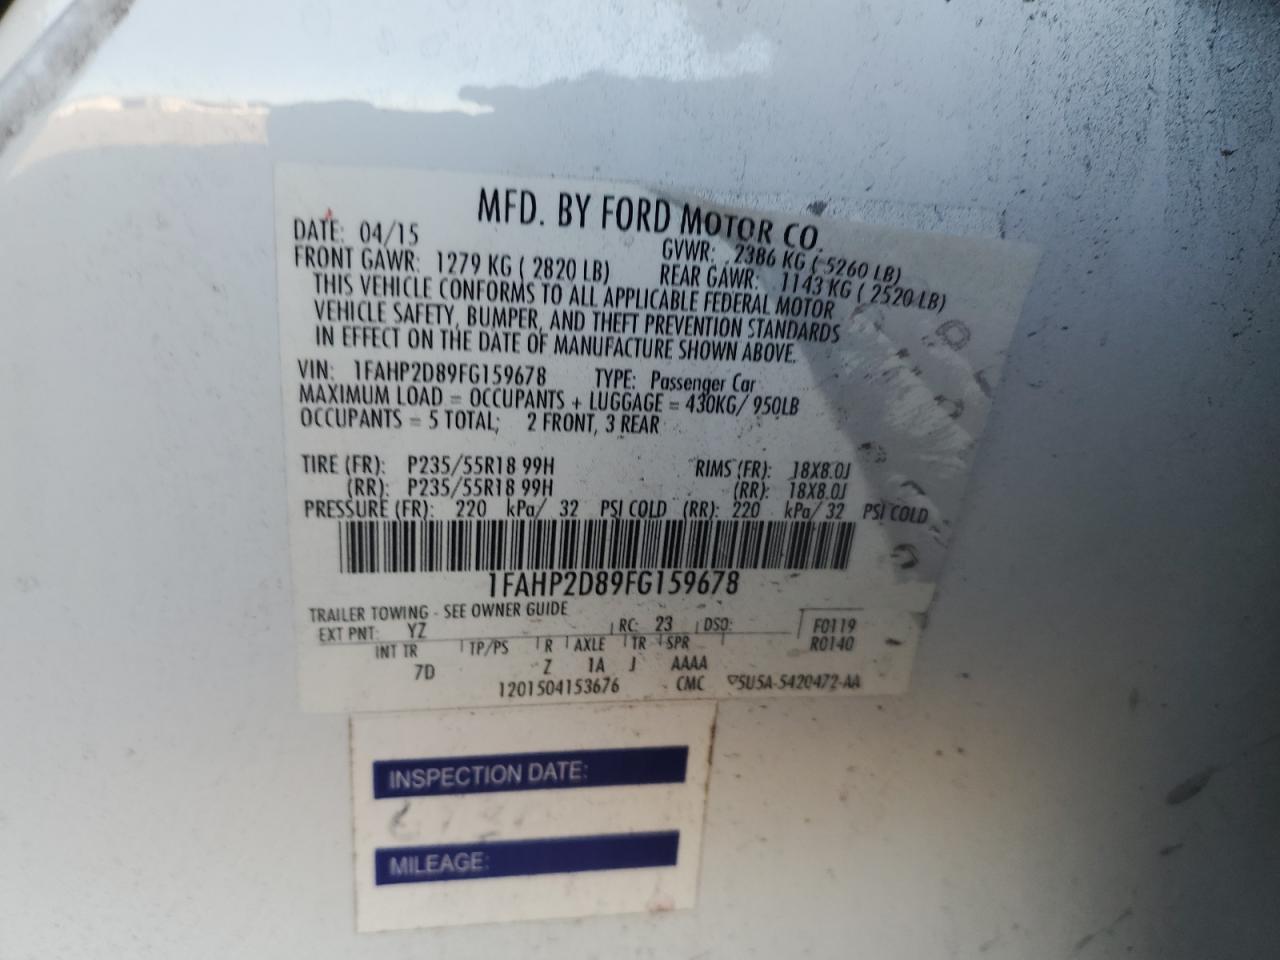 MFD. BY FORD MOTOR CO.
DATE: 04/15 GVWR: 2386 KG ( 5260 LB)
FRONT GAWR: 1279 KG ( 2820 LB) REAR GAWR: 1143 KG ( 2520 LB)
THIS VEHICLE CONFORMS TO ALL APPLICABLE FEDERAL MOTOR
VEHICLE SAFETY, BUMPER, AND THEFT PREVENTION STANDARDS
IN EFFECT ON THE DATE OF MANUFACTURE SHOWN ABOVE.
VIN: 1FAHP2D89FG159678 TYPE: Passenger Car
MAXIMUM LOAD = OCCUPANTS + LUGGAGE = 430KG/ 950LB
OCCUPANTS = 5 TOTAL; 2 FRONT, 3 REAR
TIRE (FR): P235/55R18 99H RIMS (FR): 18X8.0J
(RR): P235/55R18 99H (RR): 18X8.0J
PRESSURE (FR): 220 kPa/ 32 PSI COLD (RR): 220 kPa/ 32 PSI COLD
1FAHP2D89FG159678
TRAILER TOWING - SEE OWNER GUIDE
EXT PNT: YZ RC: 23 DSO: F0119
INT TR TP/PS R AXLE TR SPR R0140
7D Z 1A J AAAA
1201504153676 CMC 5U5A-5420472-AA
INSPECTION DATE:
MILEAGE: